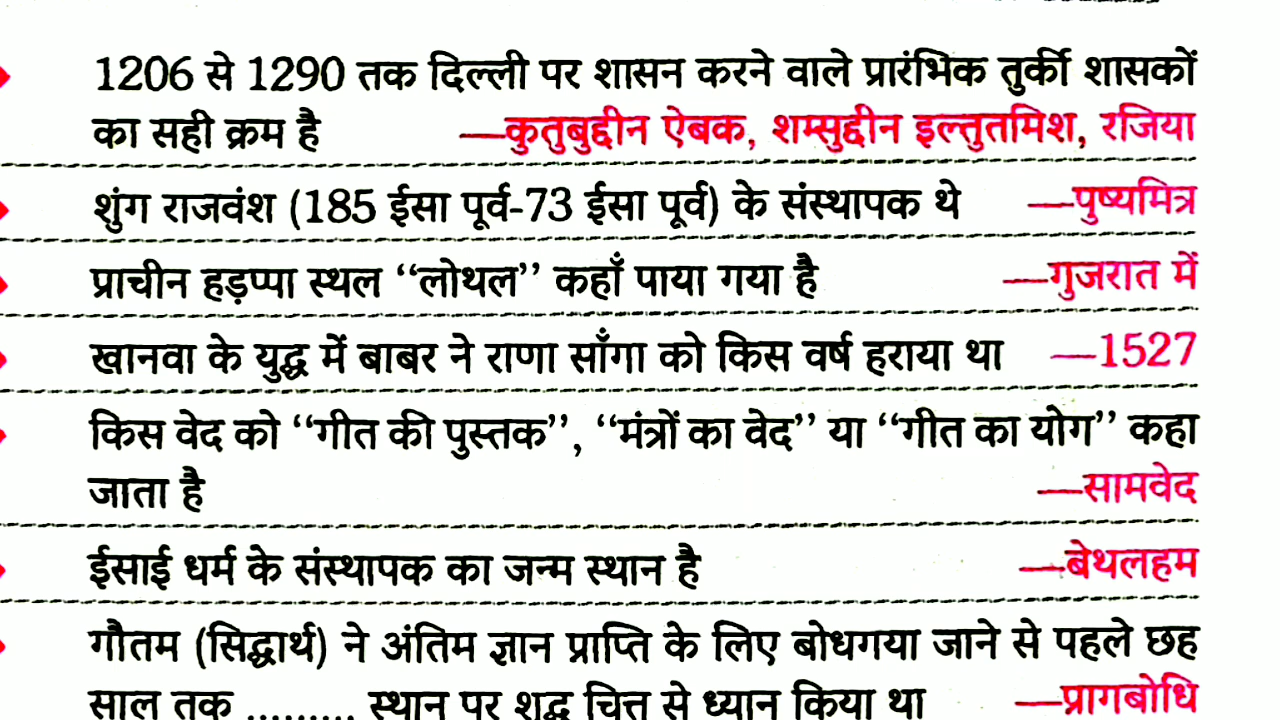 1206 से 1290 तक दिल्ली पर शासन करने वाले प्रारंभिक तुर्की शासकों
का सही क्रम है —कुतुबुद्दीन ऐबक, शम्सुद्दीन इल्तुतमिश, रजिया
शुंग राजवंश (185 ईसा पूर्व-73 ईसा पूर्व) के संस्थापक थे —पुष्यमित्र
प्राचीन हड़प्पा स्थल “लोथल” कहाँ पाया गया है —गुजरात में
खानवा के युद्ध में बाबर ने राणा साँगा को किस वर्ष हराया था —1527
किस वेद को “गीत की पुस्तक”, “मंत्रों का वेद” या “गीत का योग” कहा
जाता है —सामवेद
ईसाई धर्म के संस्थापक का जन्म स्थान है —बेथलहम
गौतम (सिद्धार्थ) ने अंतिम ज्ञान प्राप्ति के लिए बोधगया जाने से पहले छह
साल तक ......... स्थान पर शुद्ध चित्त से ध्यान किया था —प्रागबोधि